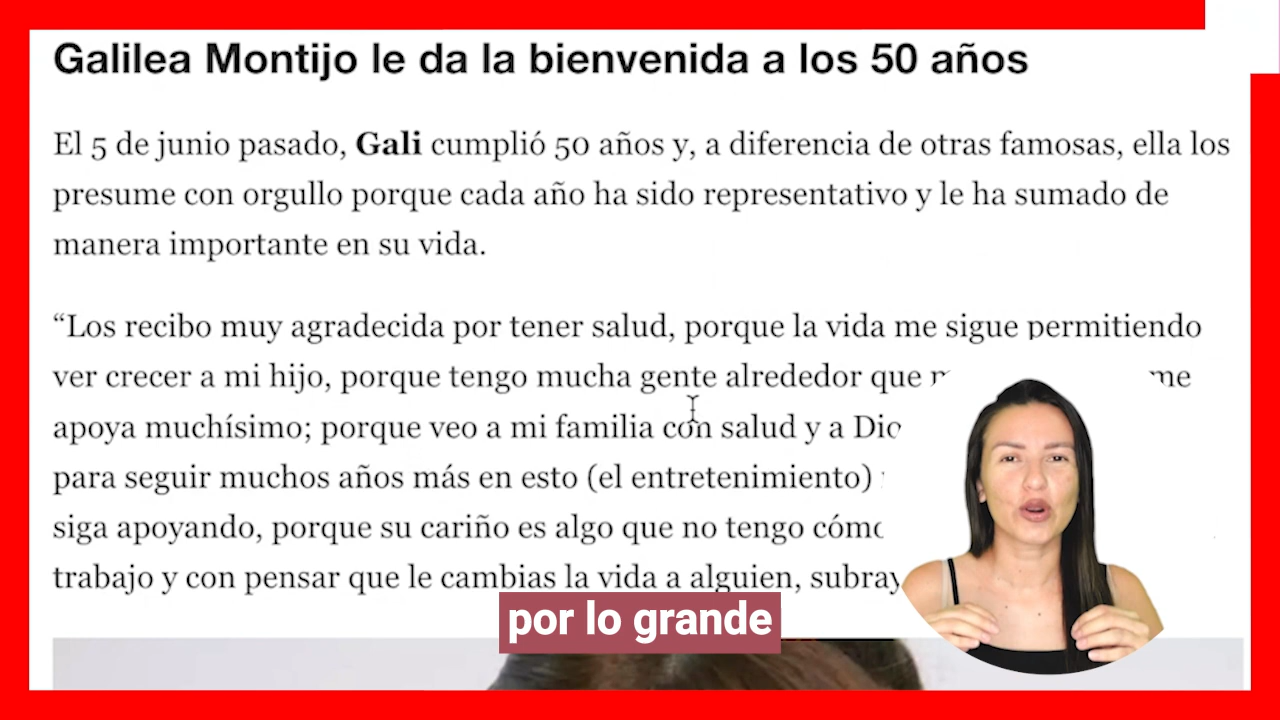 Galilea Montijo le da la bienvenida a los 50 años
El 5 de junio pasado, Gali cumplió 50 años y, a diferencia de otras famosas, ella los
presume con orgullo porque cada año ha sido representativo y le ha sumado de
manera importante en su vida.
“Los recibo muy agradecida por tener salud, porque la vida me sigue permitiendo
ver crecer a mi hijo, porque tengo mucha gente alrededor que me
apoya muchísimo; porque veo a mi familia con salud y a
para seguir muchos años más en esto (el entretenimiento)
siga apoyando, porque su cariño es algo que no tengo
trabajo y con pensar que le cambias la vida a alguien,
por lo grande